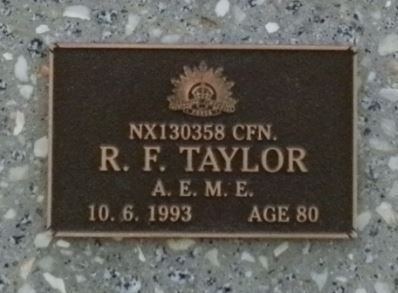 NX130358 CFN.
R. F. TAYLOR
A. E. M. E.
10. 6. 1993 AGE 80